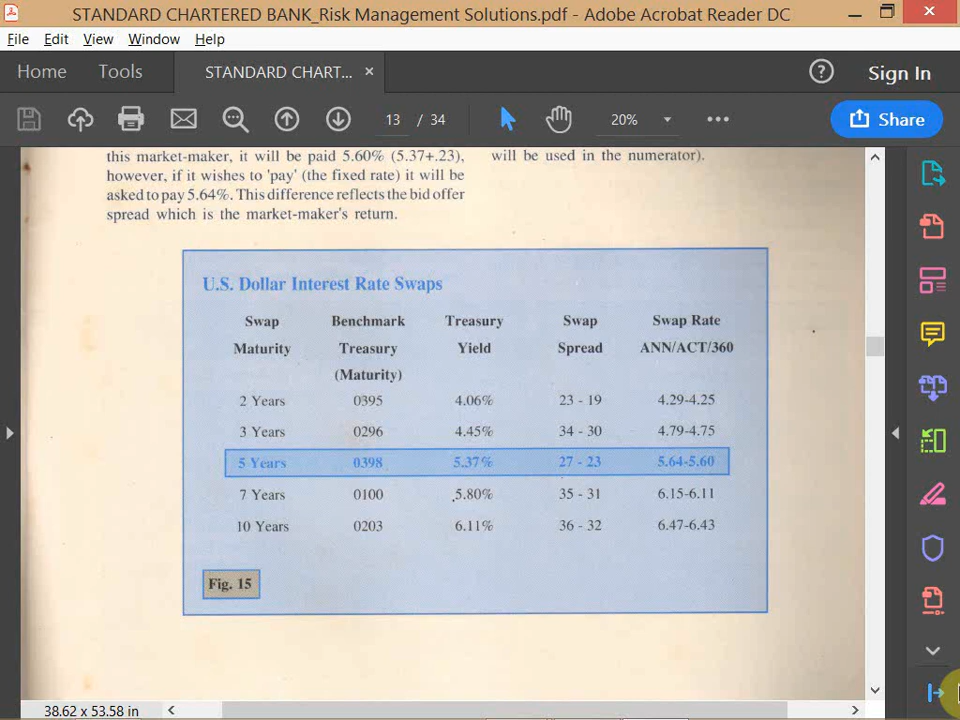 STANDARD CHARTERED BANK_Risk Management Solutions.pdf - Adobe Acrobat Reader DC
File Edit View Window Help
Home Tools STANDARD CHART... × ? Sign In
13 / 34 20% Share
this market-maker, it will be paid 5.60% (5.37+.23),
however, if it wishes to 'pay' (the fixed rate) it will be
asked to pay 5.64%. This difference reflects the bid offer
spread which is the market-maker's return.
will be used in the numerator).
U.S. Dollar Interest Rate Swaps
Swap Benchmark Treasury Swap Swap Rate
Maturity Treasury Yield Spread ANN/ACT/360
(Maturity)
2 Years 0395 4.06% 23 - 19 4.29-4.25
3 Years 0296 4.45% 34 - 30 4.79-4.75
5 Years 0398 5.37% 27 - 23 5.64-5.60
7 Years 0100 5.80% 35 - 31 6.15-6.11
10 Years 0203 6.11% 36 - 32 6.47-6.43
Fig. 15
38.62 x 53.58 in